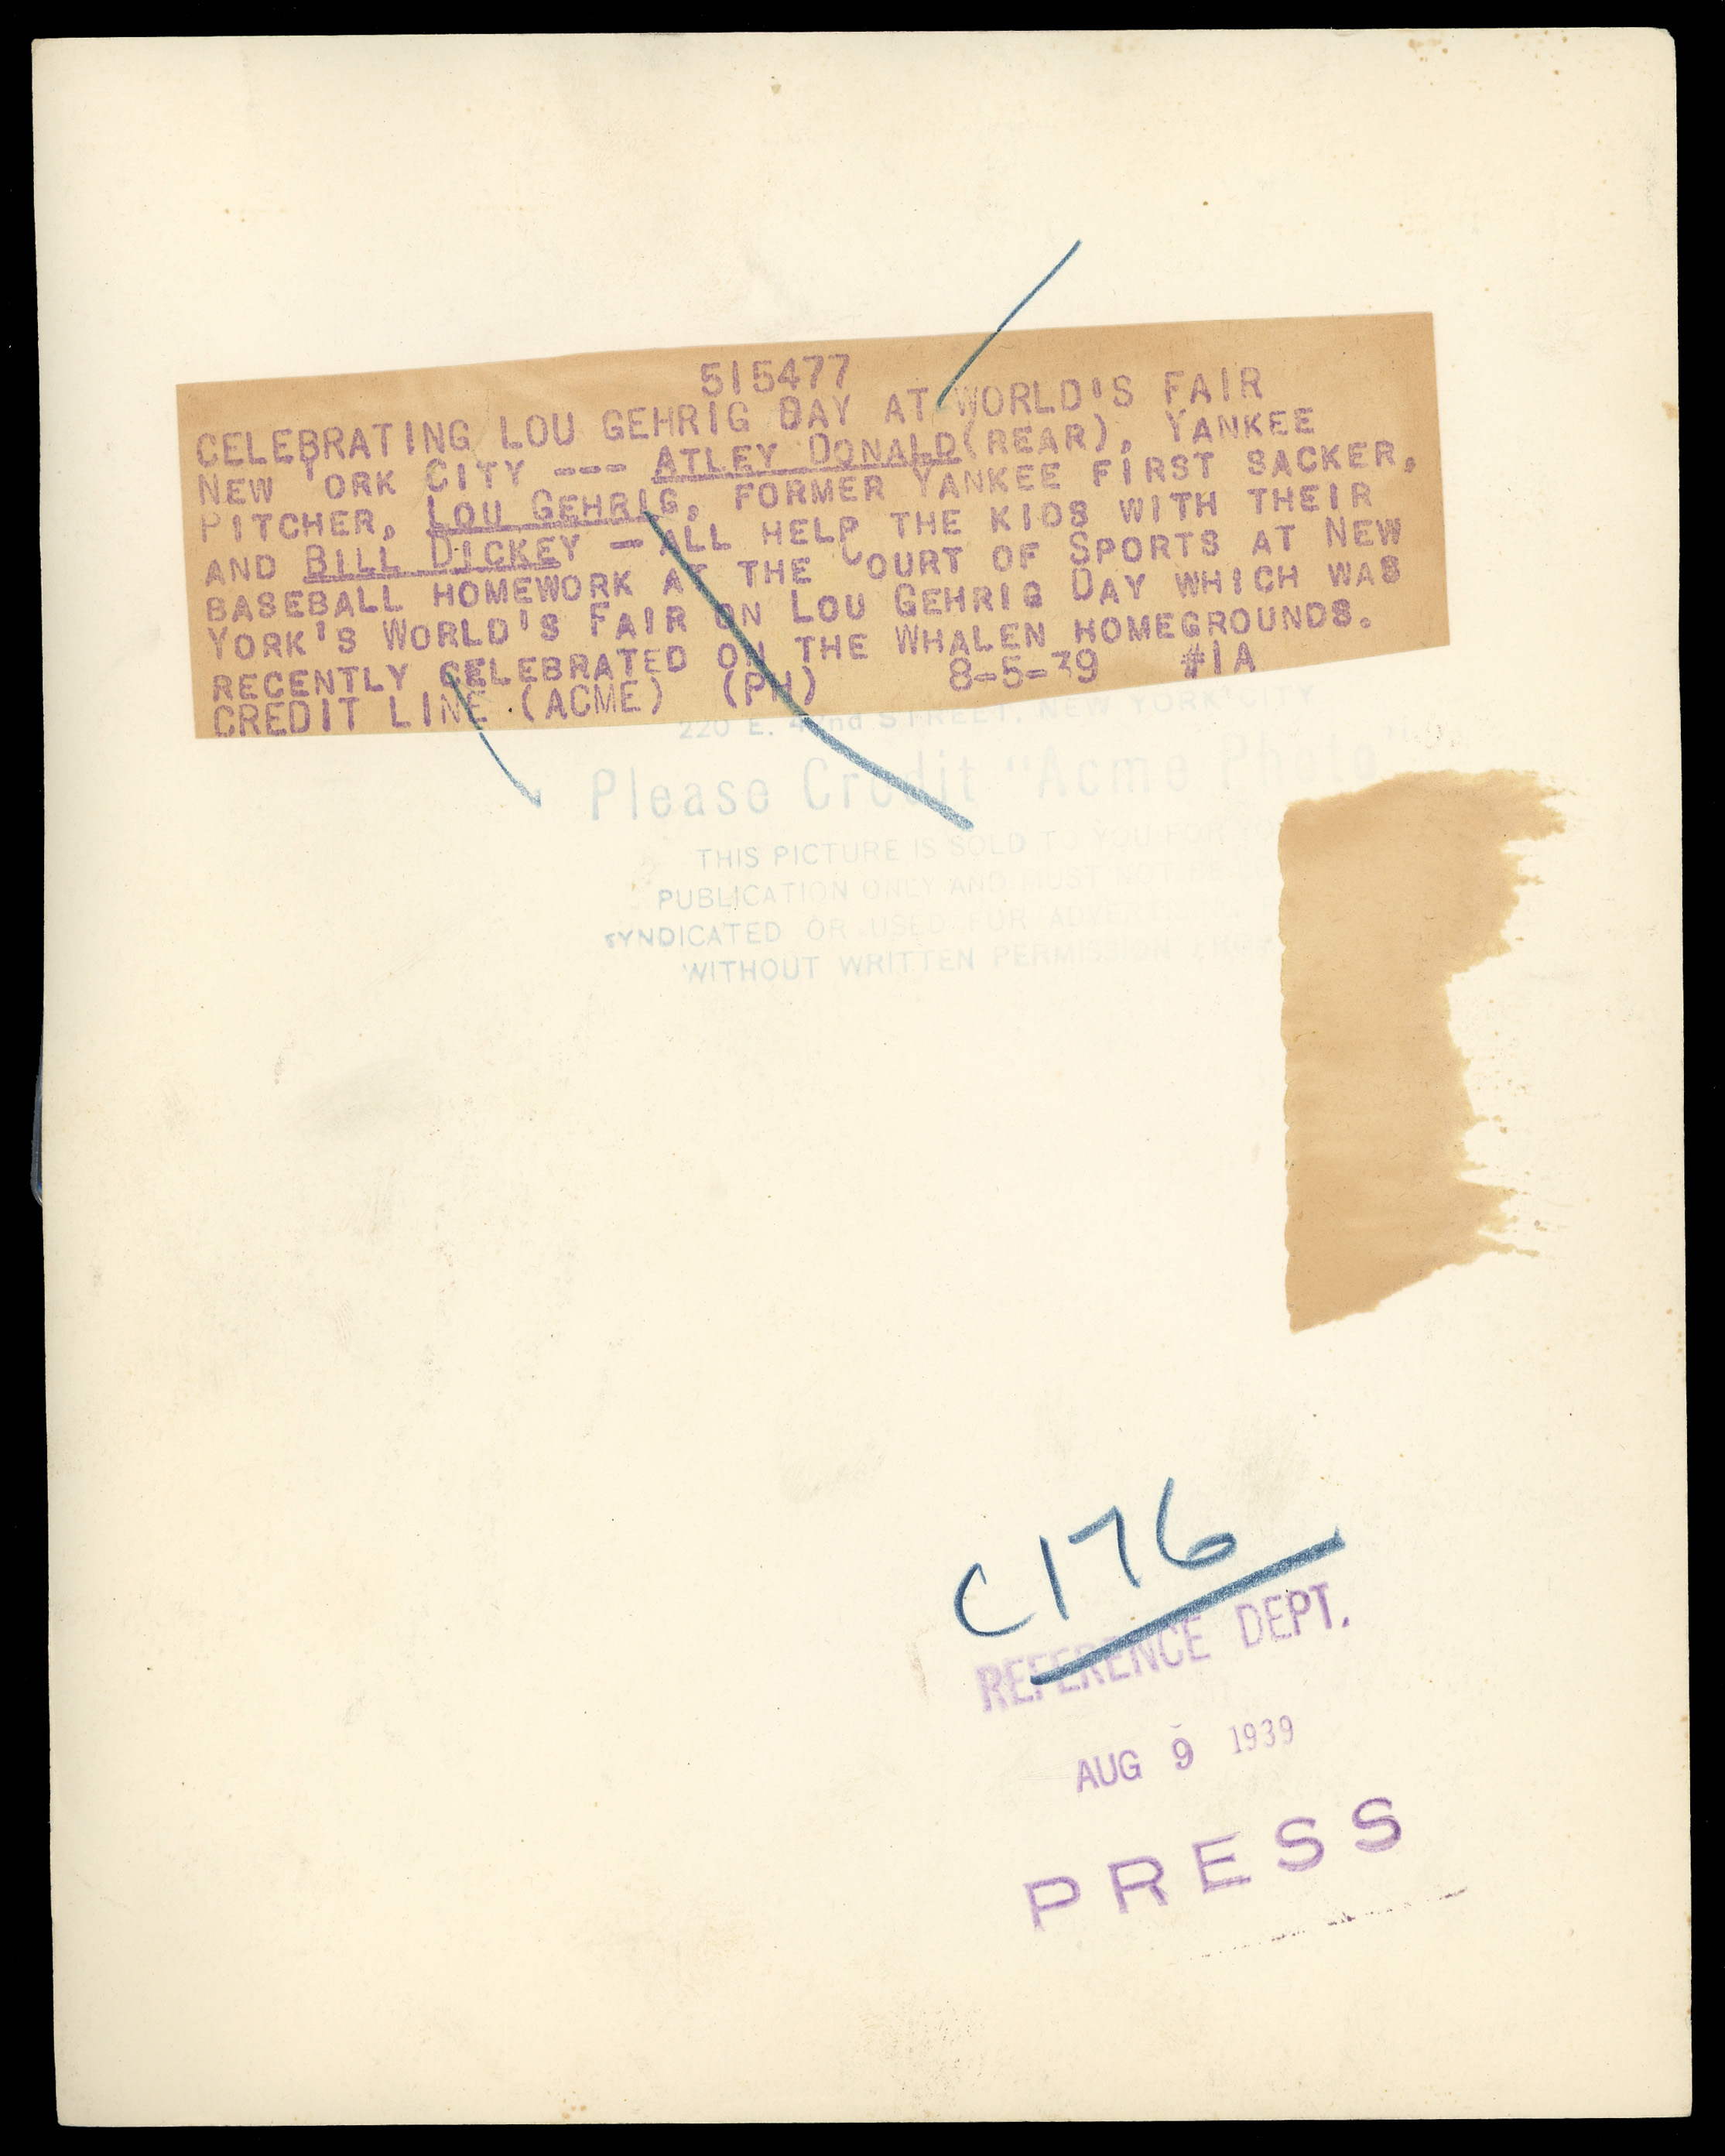 515477
CELEBRATING LOU GEHRIG DAY AT WORLD'S FAIR
NEW 'ORK CITY --- ATLEY DONALD(REAR), YANKEE
PITCHER, LOU GEHRIG, FORMER YANKEE FIRST SACKER,
AND BILL DICKEY - ALL HELP THE KIDS WITH THEIR
BASEBALL HOMEWORK AT THE COURT OF SPORTS AT NEW
YORK'S WORLD'S FAIR ON LOU GEHRIG DAY WHICH WAS
RECENTLY CELEBRATED ON THE WHALEN HOMEGROUNDS.
CREDIT LINE (ACME) (PH) 8-5-39 #1A
220 E. 42nd STREET, NEW YORK CITY
Please Credit "Acme Photo"
THIS PICTURE IS SOLD TO YOU FOR
PUBLICATION ONLY AND MUST NOT BE
SYNDICATED OR USED FOR
WITHOUT WRITTEN PERMISSION
C176
REFERENCE DEPT.
AUG 9 1939
PRESS